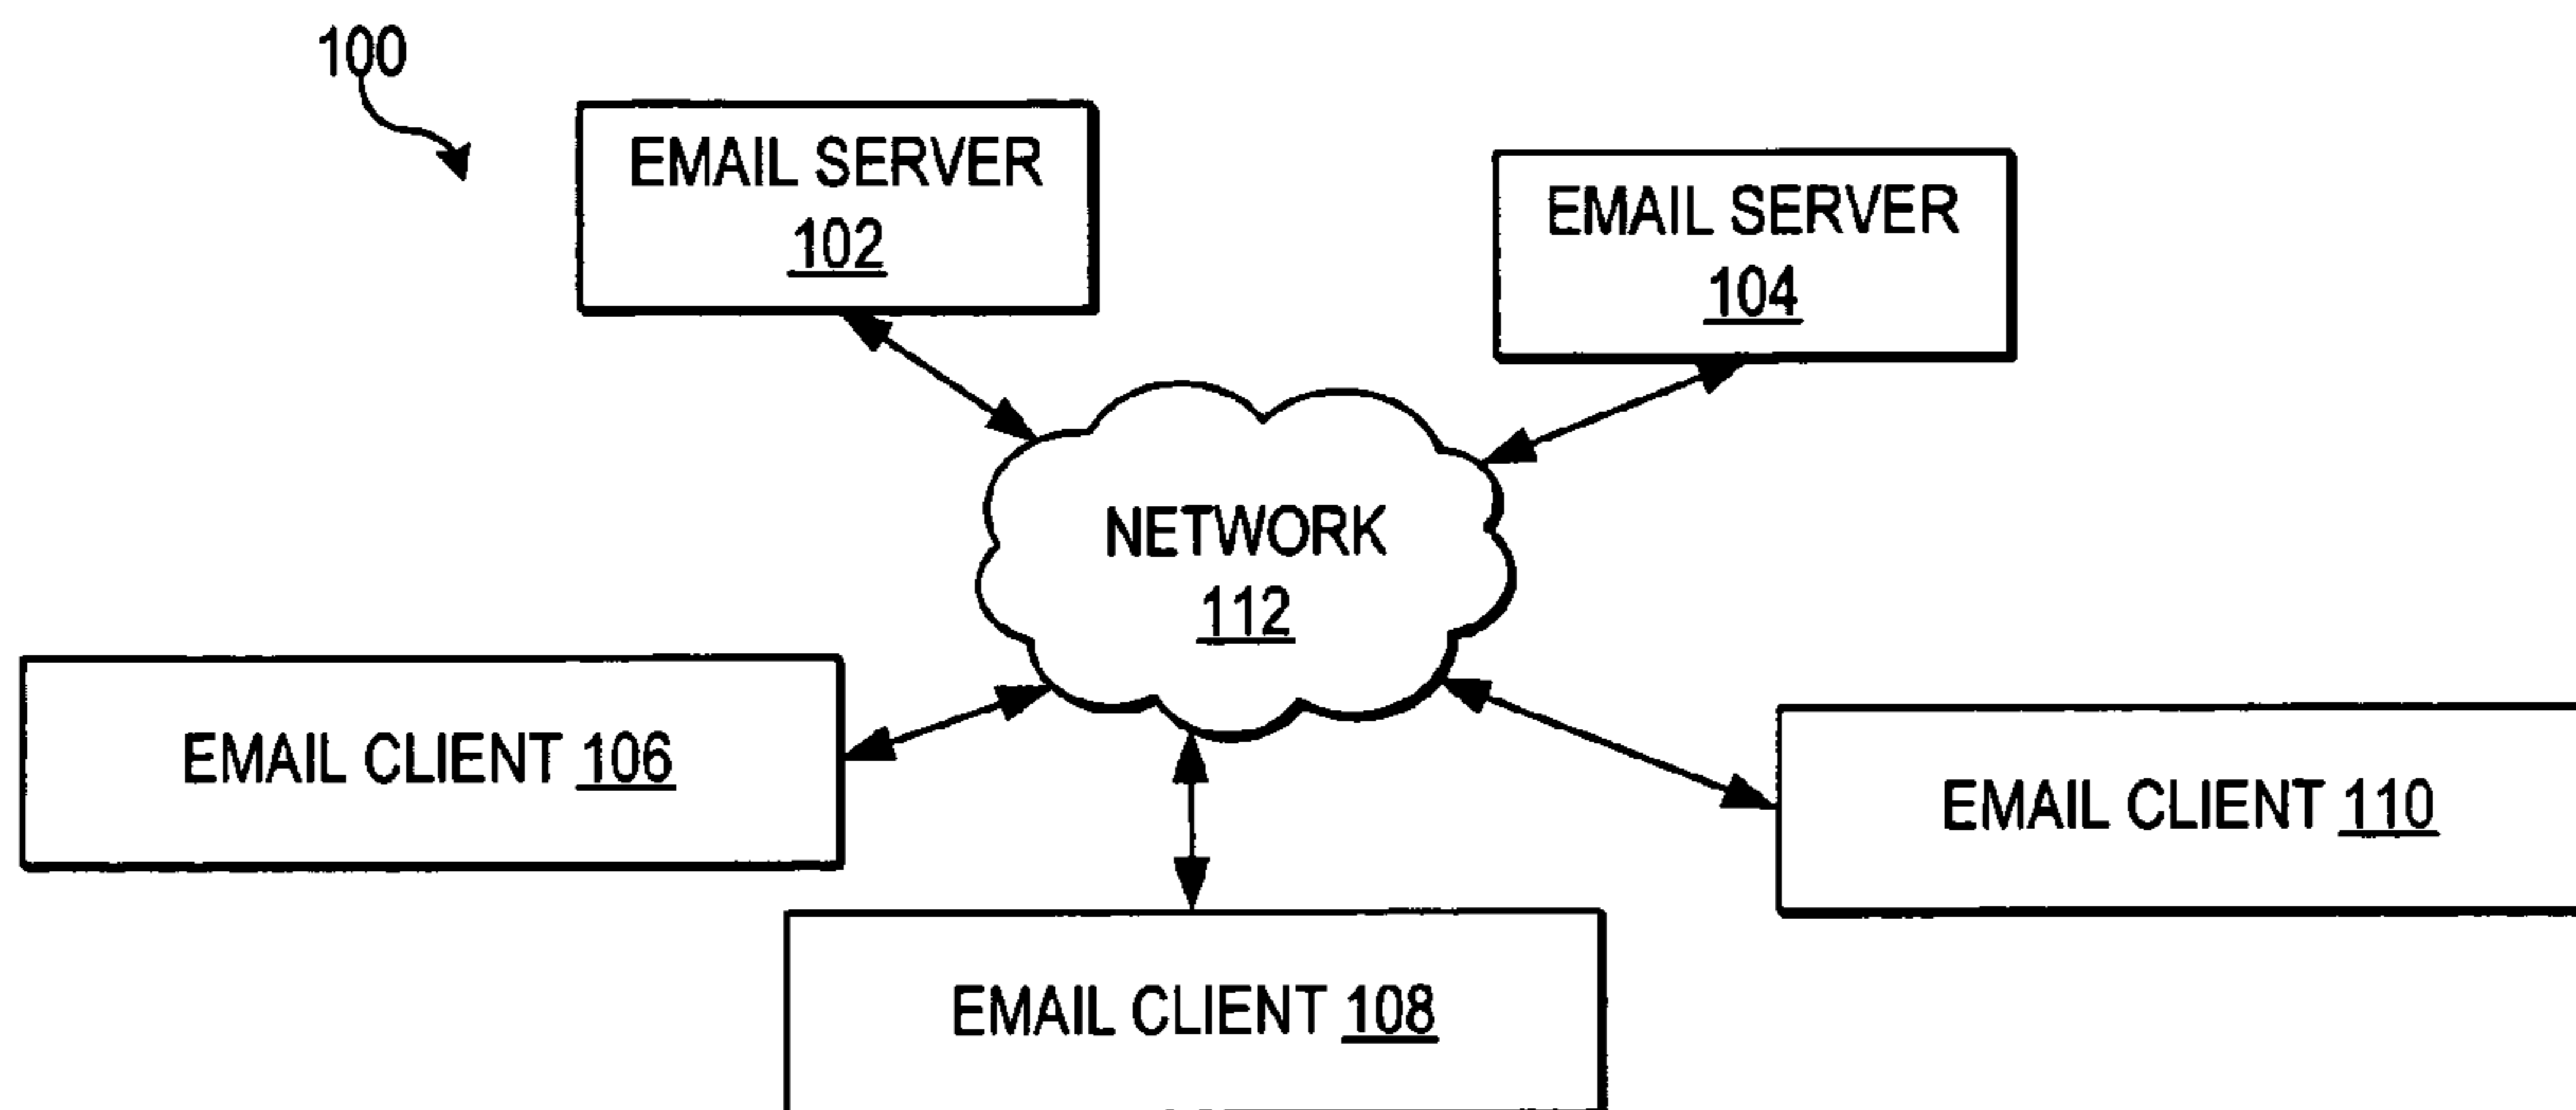 100
EMAIL SERVER
102
EMAIL SERVER
104
NETWORK
112
EMAIL CLIENT 106
EMAIL CLIENT 110
EMAIL CLIENT 108